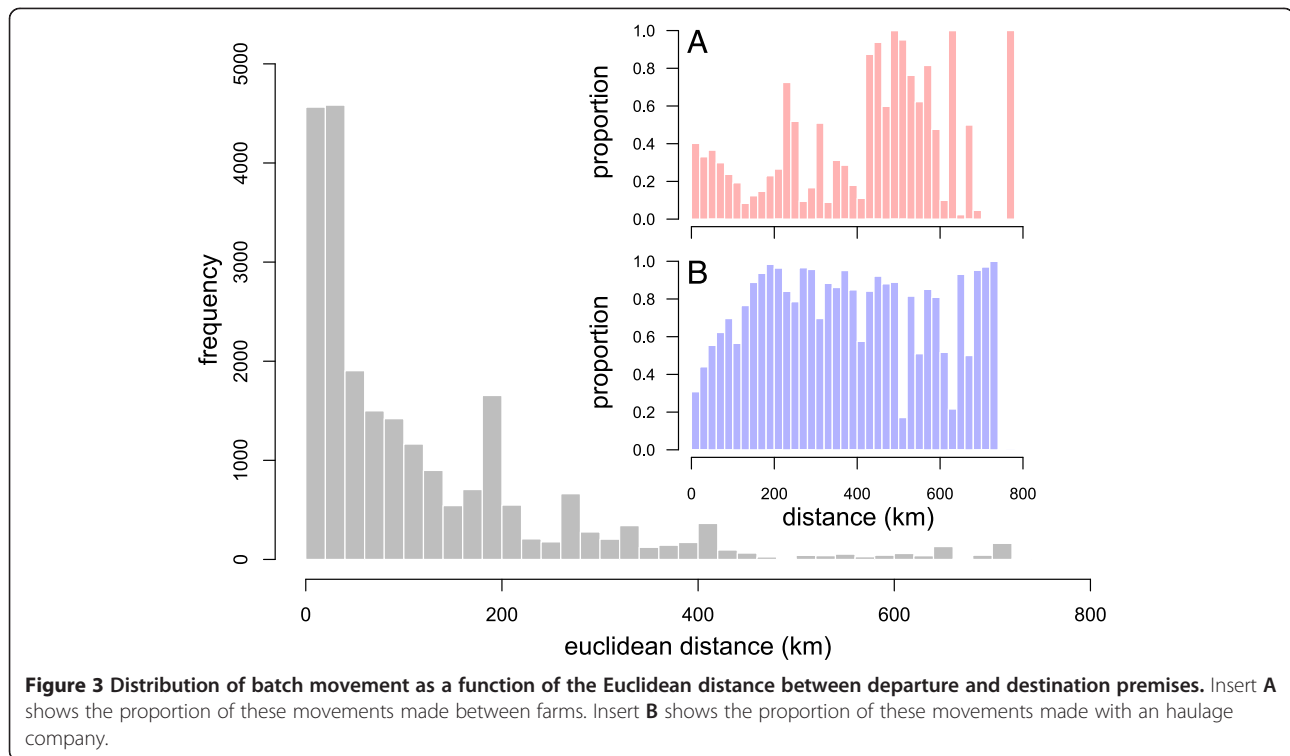 5000
4000
3000
2000
1000
0
frequency
0 200 400 600 800
euclidean distance (km)
A
1.0
0.8
0.6
0.4
0.2
0.0
proportion
B
1.0
0.8
0.6
0.4
0.2
0.0
proportion
0 200 400 600 800
distance (km)
Figure 3 Distribution of batch movement as a function of the Euclidean distance between departure and destination premises. Insert A
shows the proportion of these movements made between farms. Insert B shows the proportion of these movements made with an haulage
company.